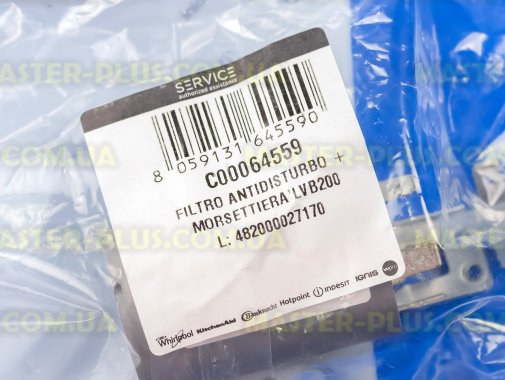 SERVICE
authorized assistance
8 059131 645590
C00064559
FILTRO ANTIDISTURBO +
MORSETTIERA LVB200
L: 482000027170
Whirlpool KitchenAid Bauknecht Hotpoint indesit IGNIS
MASTER-PLUS.COM.UA